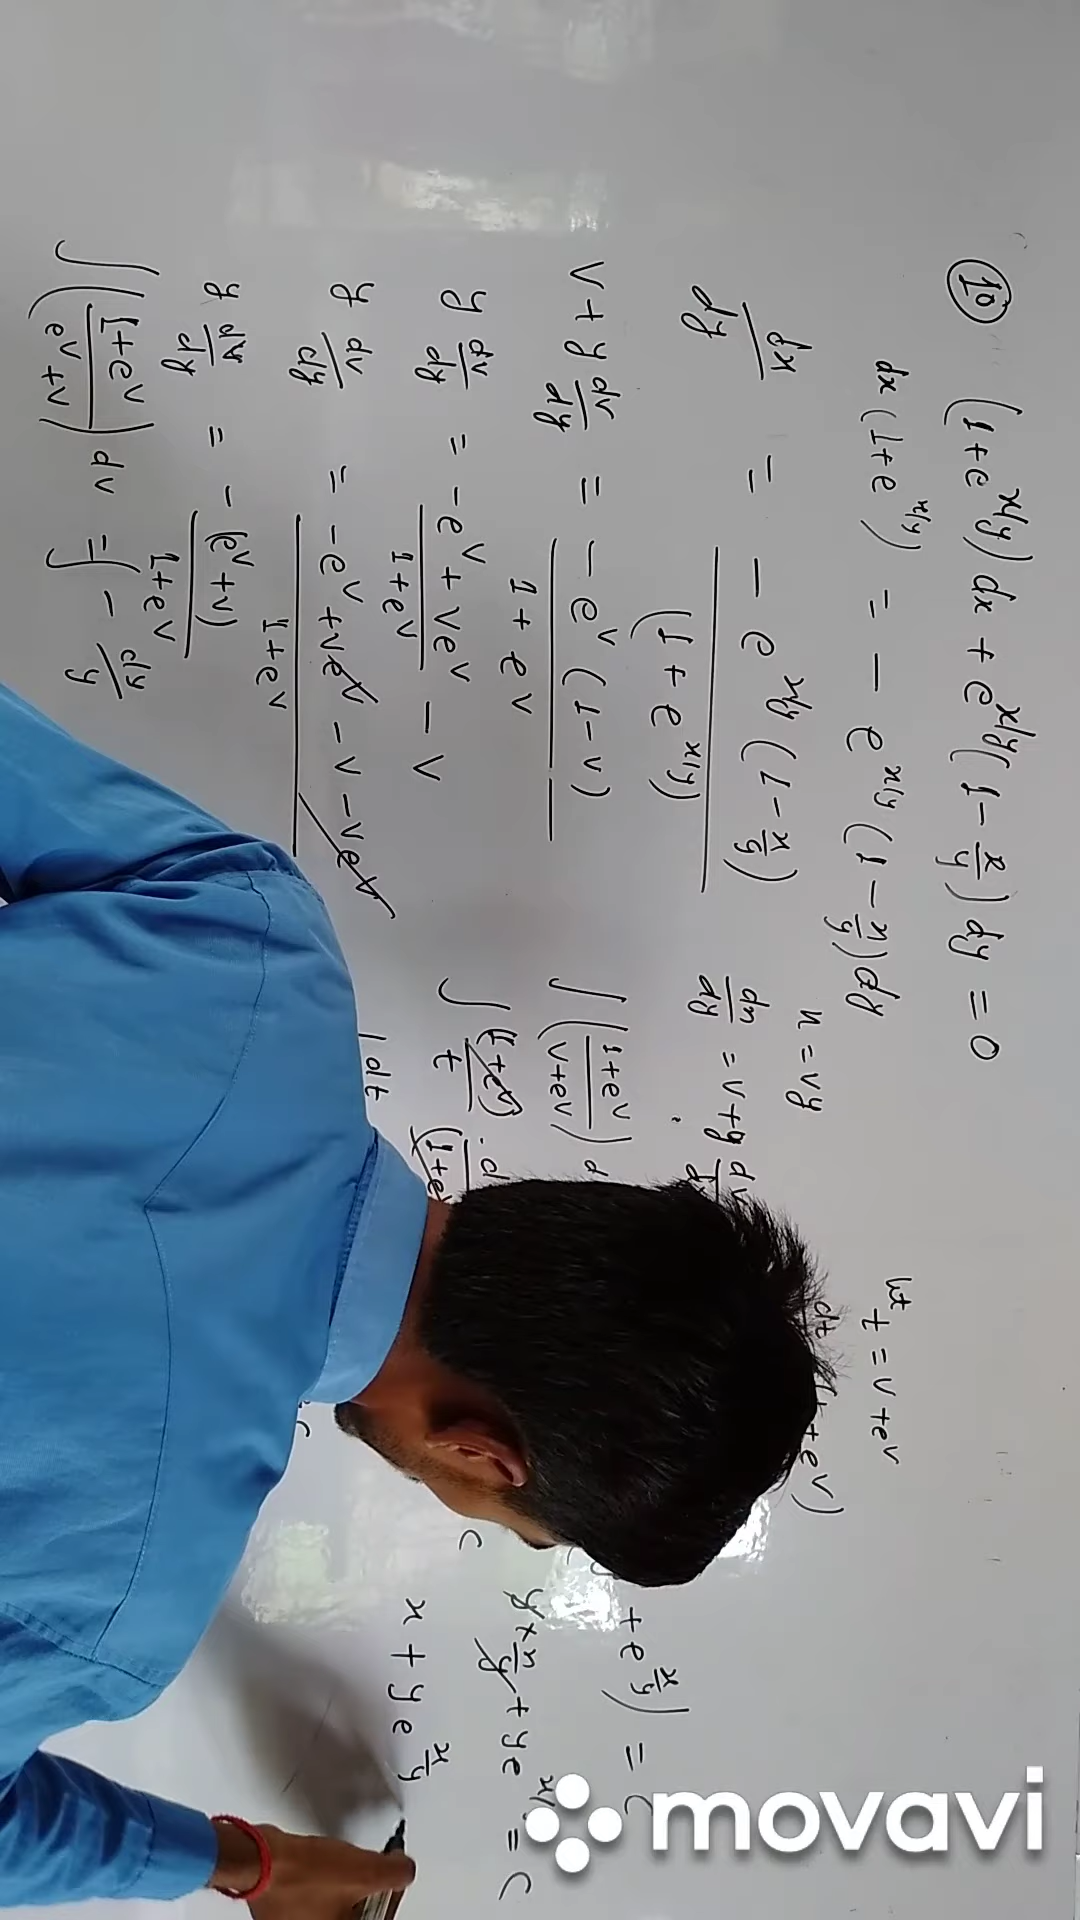 10 (1+e^x/y) dx + e^x/y (1 - x/y) dy = 0
dx (1+e^x/y) = - e^x/y (1 - x/y) dy
dx/dy = - e^x/y (1 - x/y) / (1 + e^x/y)
v + y dv/dy = - e^v (1 - v) / 1 + e^v
y dv/dy = -e^v + ve^v / 1+e^v - v
y dv/dy = -e^v + ve^v - v - ve^v / 1+e^v
y dv/dy = - (e^v + v) / 1+e^v
∫ (1+e^v / e^v+v) dv = ∫ - dy/y
x = vy
dx/dy = v + y dv/dy
∫ (1+e^v / v+e^v) d
∫ (1+e^v) / t . d / (1+e^v
dt
let t = v + e^v
dt
+ e^v)
+ e^x/y) = C
y × x/y + ye^x/ = C
x + y e^x/y
movavi